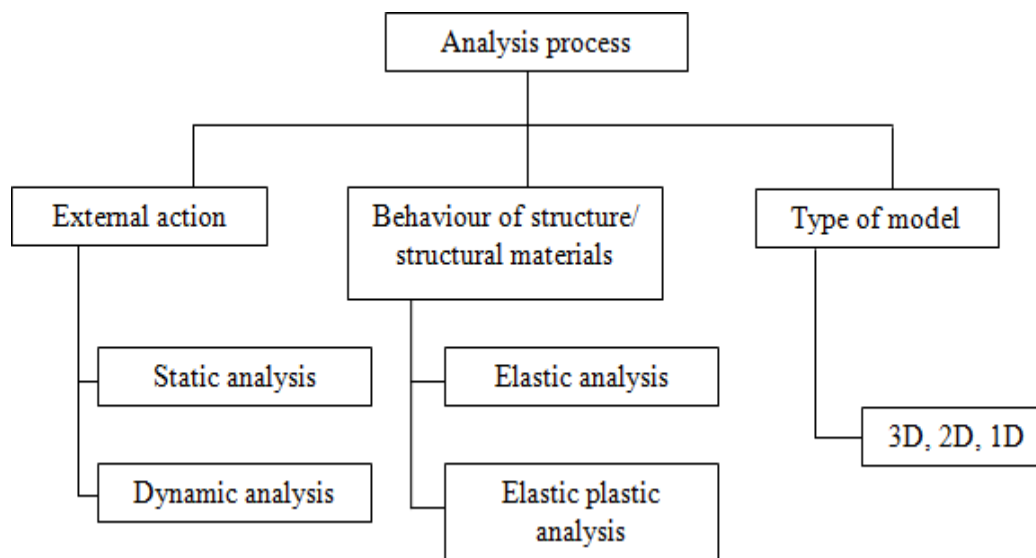 Analysis process
External action
Behaviour of structure/
structural materials
Type of model
Static analysis
Elastic analysis
3D, 2D, 1D
Dynamic analysis
Elastic plastic
analysis